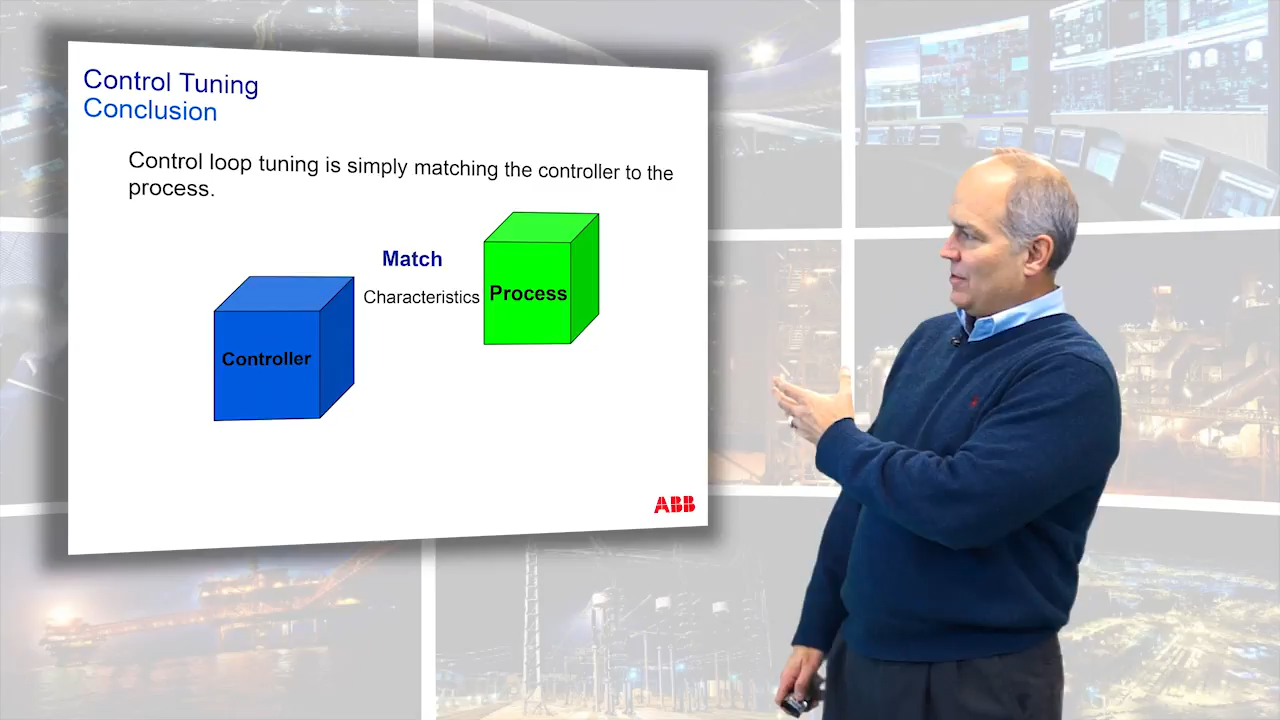 Control Tuning
Conclusion
Control loop tuning is simply matching the controller to the
process.
Match
Characteristics
Process
Controller
ABB